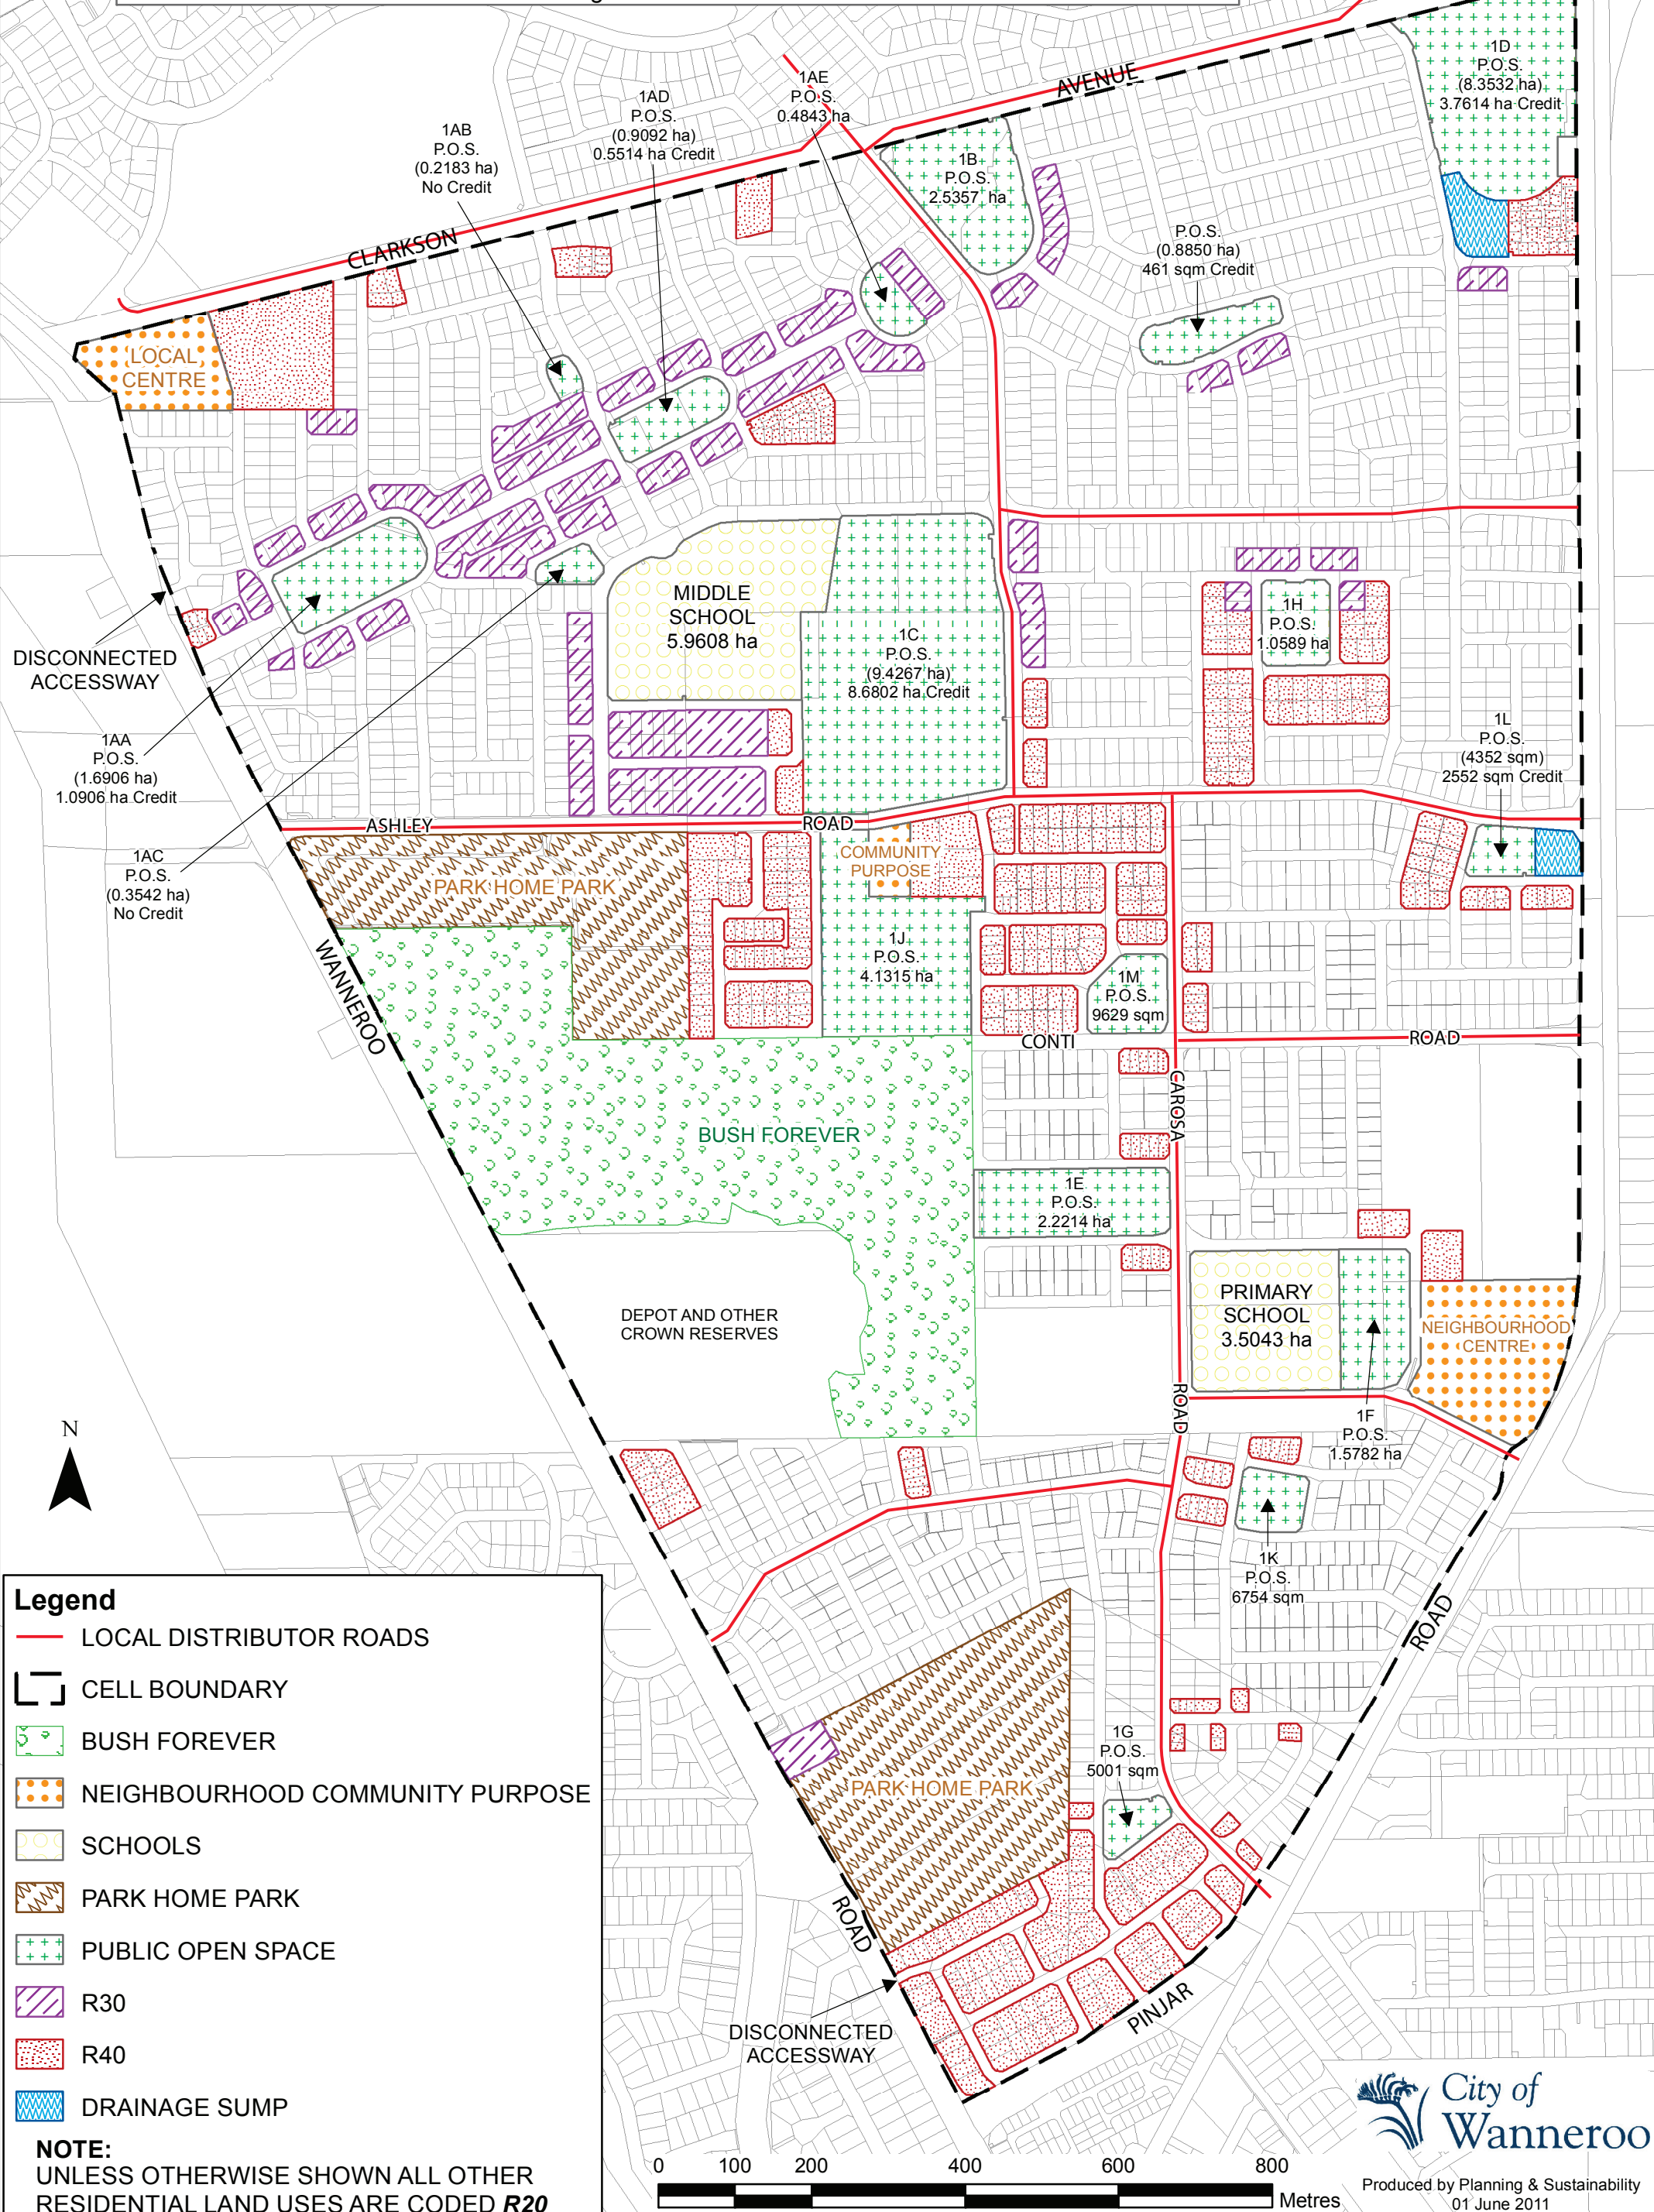 AVENUE
1D
P.O.S.
(8.3532 ha)
3.7614 ha Credit
1AE
P.O.S.
0.4843 ha
1AD
P.O.S.
(0.9092 ha)
0.5514 ha Credit
1AB
P.O.S.
(0.2183 ha)
No Credit
1B
P.O.S.
2.5357 ha
CLARKSON
P.O.S.
(0.8850 ha)
461 sqm Credit
LOCAL
CENTRE
MIDDLE
SCHOOL
5.9608 ha
1C
P.O.S.
(9.4267 ha)
8.6802 ha Credit
1H
P.O.S.
1.0589 ha
DISCONNECTED
ACCESSWAY
1AA
P.O.S.
(1.6906 ha)
1.0906 ha Credit
1L
P.O.S.
(4352 sqm)
2552 sqm Credit
ASHLEY
ROAD
1AC
P.O.S.
(0.3542 ha)
No Credit
PARK HOME PARK
COMMUNITY
PURPOSE
1J
P.O.S.
4.1315 ha
1M
P.O.S.
9629 sqm
WANNEROO
CONTI
ROAD
CAROSA
BUSH FOREVER
1E
P.O.S.
2.2214 ha
DEPOT AND OTHER
CROWN RESERVES
PRIMARY
SCHOOL
3.5043 ha
NEIGHBOURHOOD
CENTRE
ROAD
1F
P.O.S.
1.5782 ha
N
1K
P.O.S.
6754 sqm
ROAD
1G
P.O.S.
5001 sqm
PARK HOME PARK
ROAD
PINJAR
DISCONNECTED
ACCESSWAY
Legend
LOCAL DISTRIBUTOR ROADS
CELL BOUNDARY
BUSH FOREVER
NEIGHBOURHOOD COMMUNITY PURPOSE
SCHOOLS
PARK HOME PARK
PUBLIC OPEN SPACE
R30
R40
DRAINAGE SUMP
NOTE:
UNLESS OTHERWISE SHOWN ALL OTHER
RESIDENTIAL LAND USES ARE CODED R20
0 100 200 400 600 800
Metres
City of
Wanneroo
Produced by Planning & Sustainability
01 June 2011